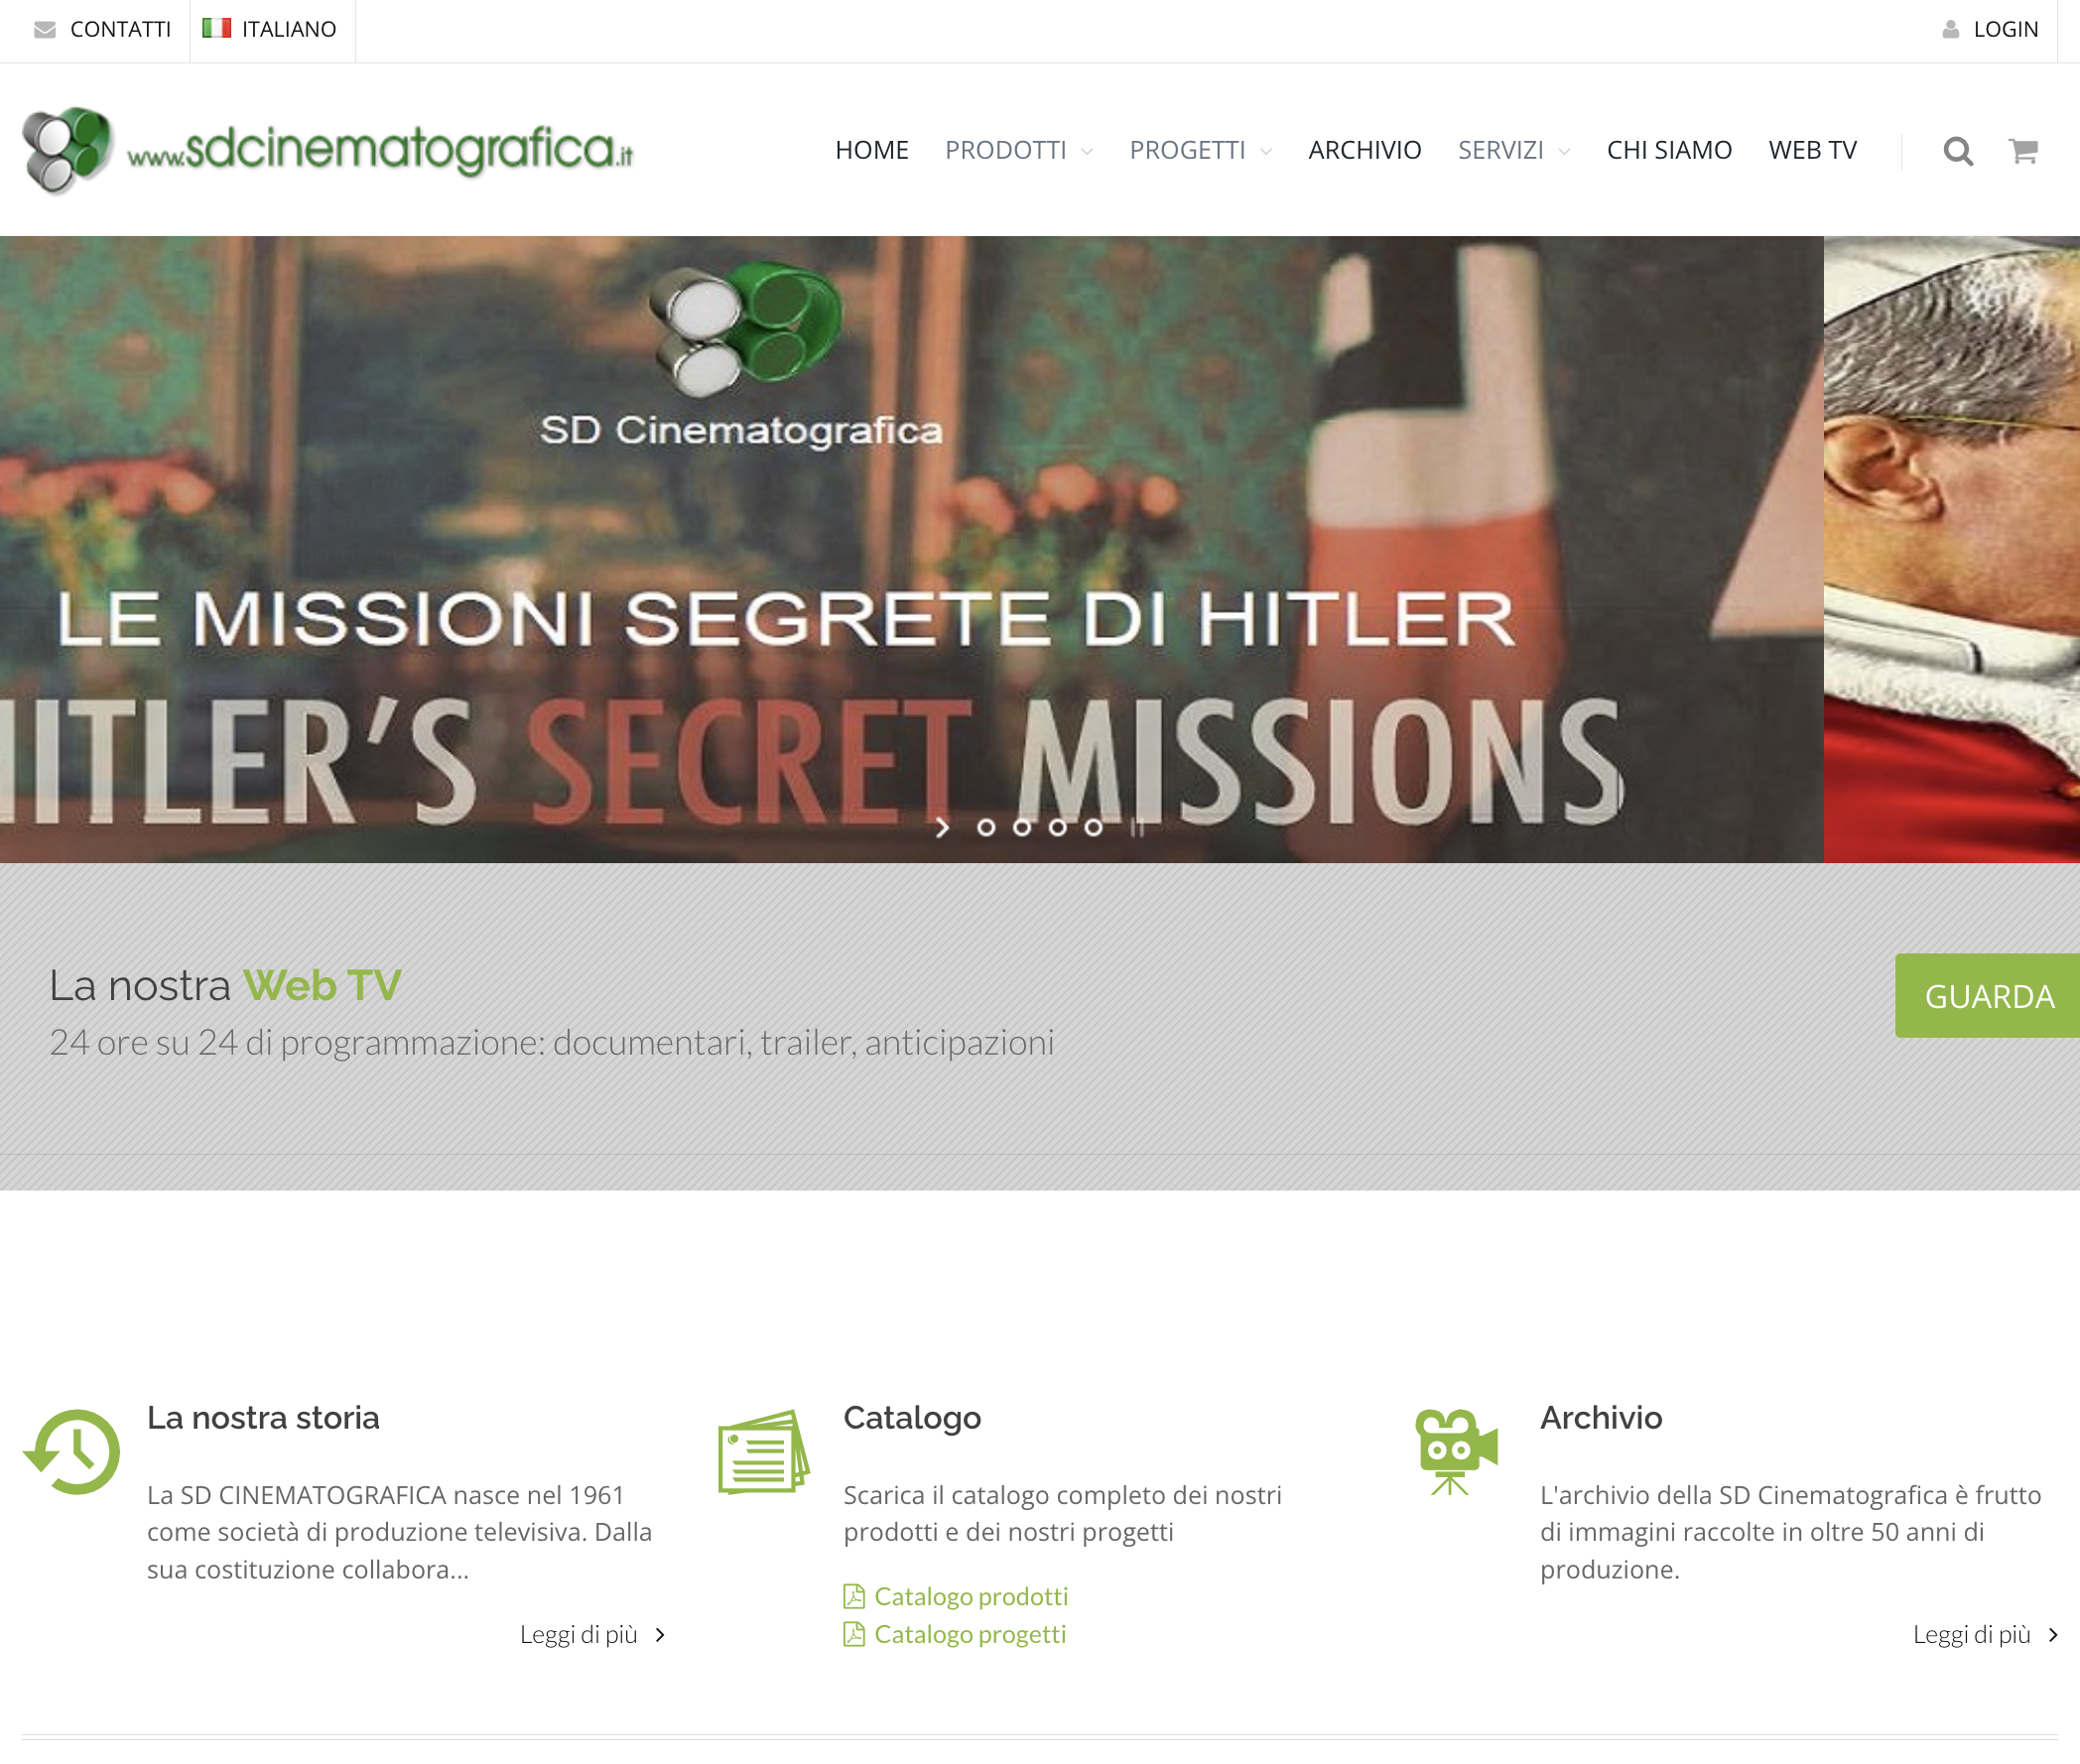 CONTATTI
ITALIANO
LOGIN
www.sdcinematografica.it
HOME
PRODOTTI
PROGETTI
ARCHIVIO
SERVIZI
CHI SIAMO
WEB TV
SD Cinematografica
LE MISSIONI SEGRETE DI HITLER
ITLER'S SECRET MISSIONS
La nostra Web TV
24 ore su 24 di programmazione: documentari, trailer, anticipazioni
GUARDA
La nostra storia
La SD CINEMATOGRAFICA nasce nel 1961
come società di produzione televisiva. Dalla
sua costituzione collabora...
Leggi di più
Catalogo
Scarica il catalogo completo dei nostri
prodotti e dei nostri progetti
Catalogo prodotti
Catalogo progetti
Archivio
L'archivio della SD Cinematografica è frutto
di immagini raccolte in oltre 50 anni di
produzione.
Leggi di più